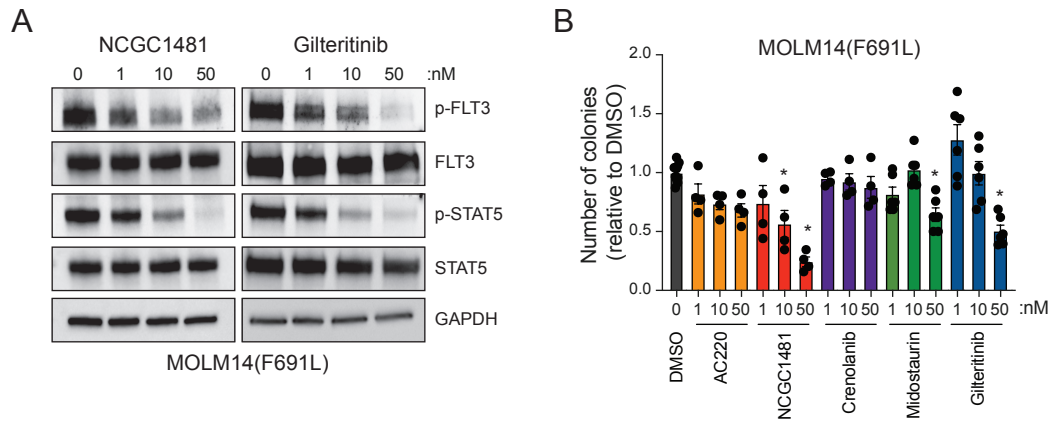 A
NCGC1481 Gilteritinib
0 1 10 50 0 1 10 50 :nM
p-FLT3
FLT3
p-STAT5
STAT5
GAPDH
MOLM14(F691L)
B
MOLM14(F691L)
Number of colonies
(relative to DMSO)
2.0
1.5
1.0
0.5
0.0
* * * *
0 1 10 50 1 10 50 1 10 50 1 10 50 1 10 50 :nM
DMSO
AC220
NCGC1481
Crenolanib
Midostaurin
Gilteritinib